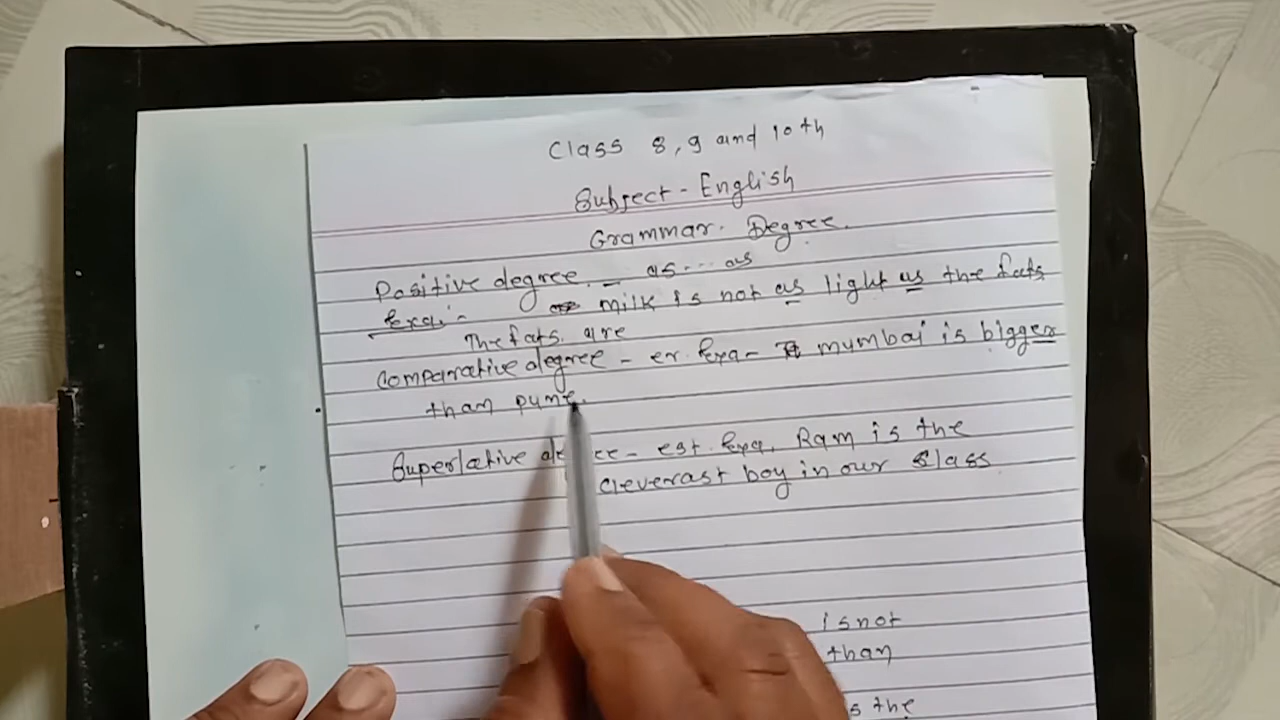 Class 8, 9 and 10th
Subject - English
Grammar. Degree.
Positive degree. - as... as
Exa:- milk is not as light as the fats
The fats. are
Comparative degree - er. Exa- mumbai is bigger
than pune.
Superlative - est. Exa. Ram is the
cleverast boy in our class
is not
than
s the